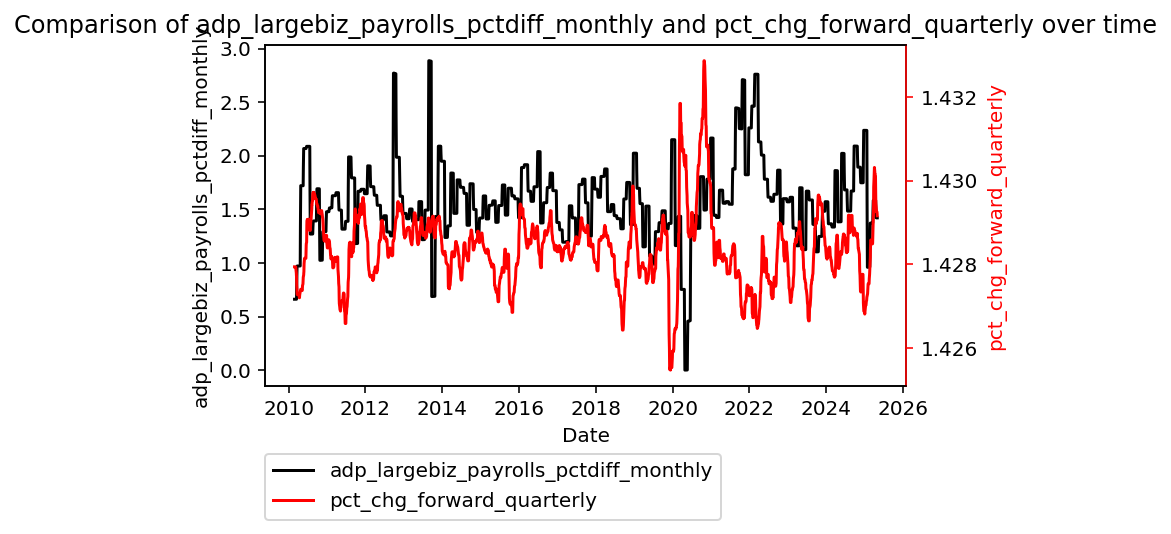 Comparison of adp_largebiz_payrolls_pctdiff_monthly and pct_chg_forward_quarterly over time
adp_largebiz_payrolls_pctdiff_monthly
3.0
2.5
2.0
1.5
1.0
0.5
0.0
1.432
1.430
1.428
1.426
pct_chg_forward_quarterly
2010 2012 2014 2016 2018 2020 2022 2024 2026
Date
adp_largebiz_payrolls_pctdiff_monthly
pct_chg_forward_quarterly